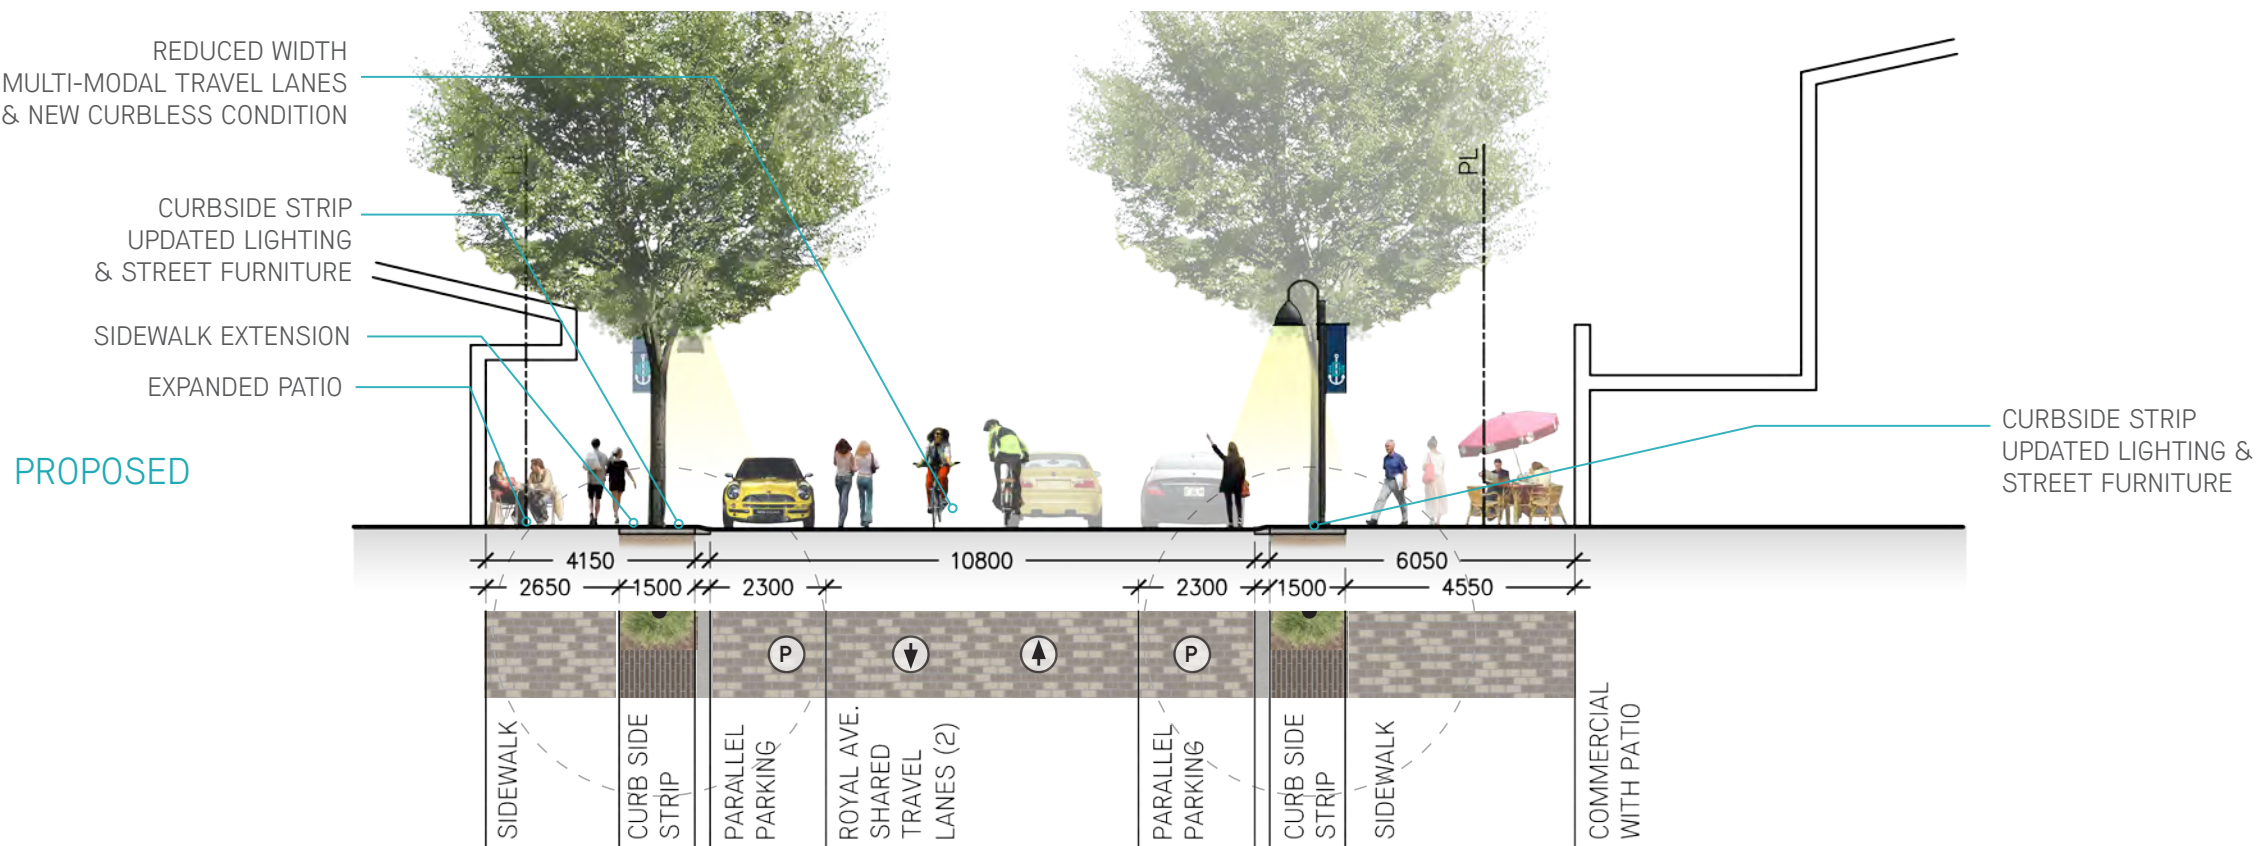 REDUCED WIDTH
MULTI-MODAL TRAVEL LANES
& NEW CURBLESS CONDITION
CURBSIDE STRIP
UPDATED LIGHTING
& STREET FURNITURE
SIDEWALK EXTENSION
EXPANDED PATIO
PROPOSED
PL
CURBSIDE STRIP
UPDATED LIGHTING &
STREET FURNITURE
4150 10800 6050
2650 1500 2300 2300 1500 4550
P P
SIDEWALK
CURB SIDE
STRIP
PARALLEL
PARKING
ROYAL AVE.
SHARED
TRAVEL
LANES (2)
PARALLEL
PARKING
CURB SIDE
STRIP
SIDEWALK
COMMERCIAL
WITH PATIO